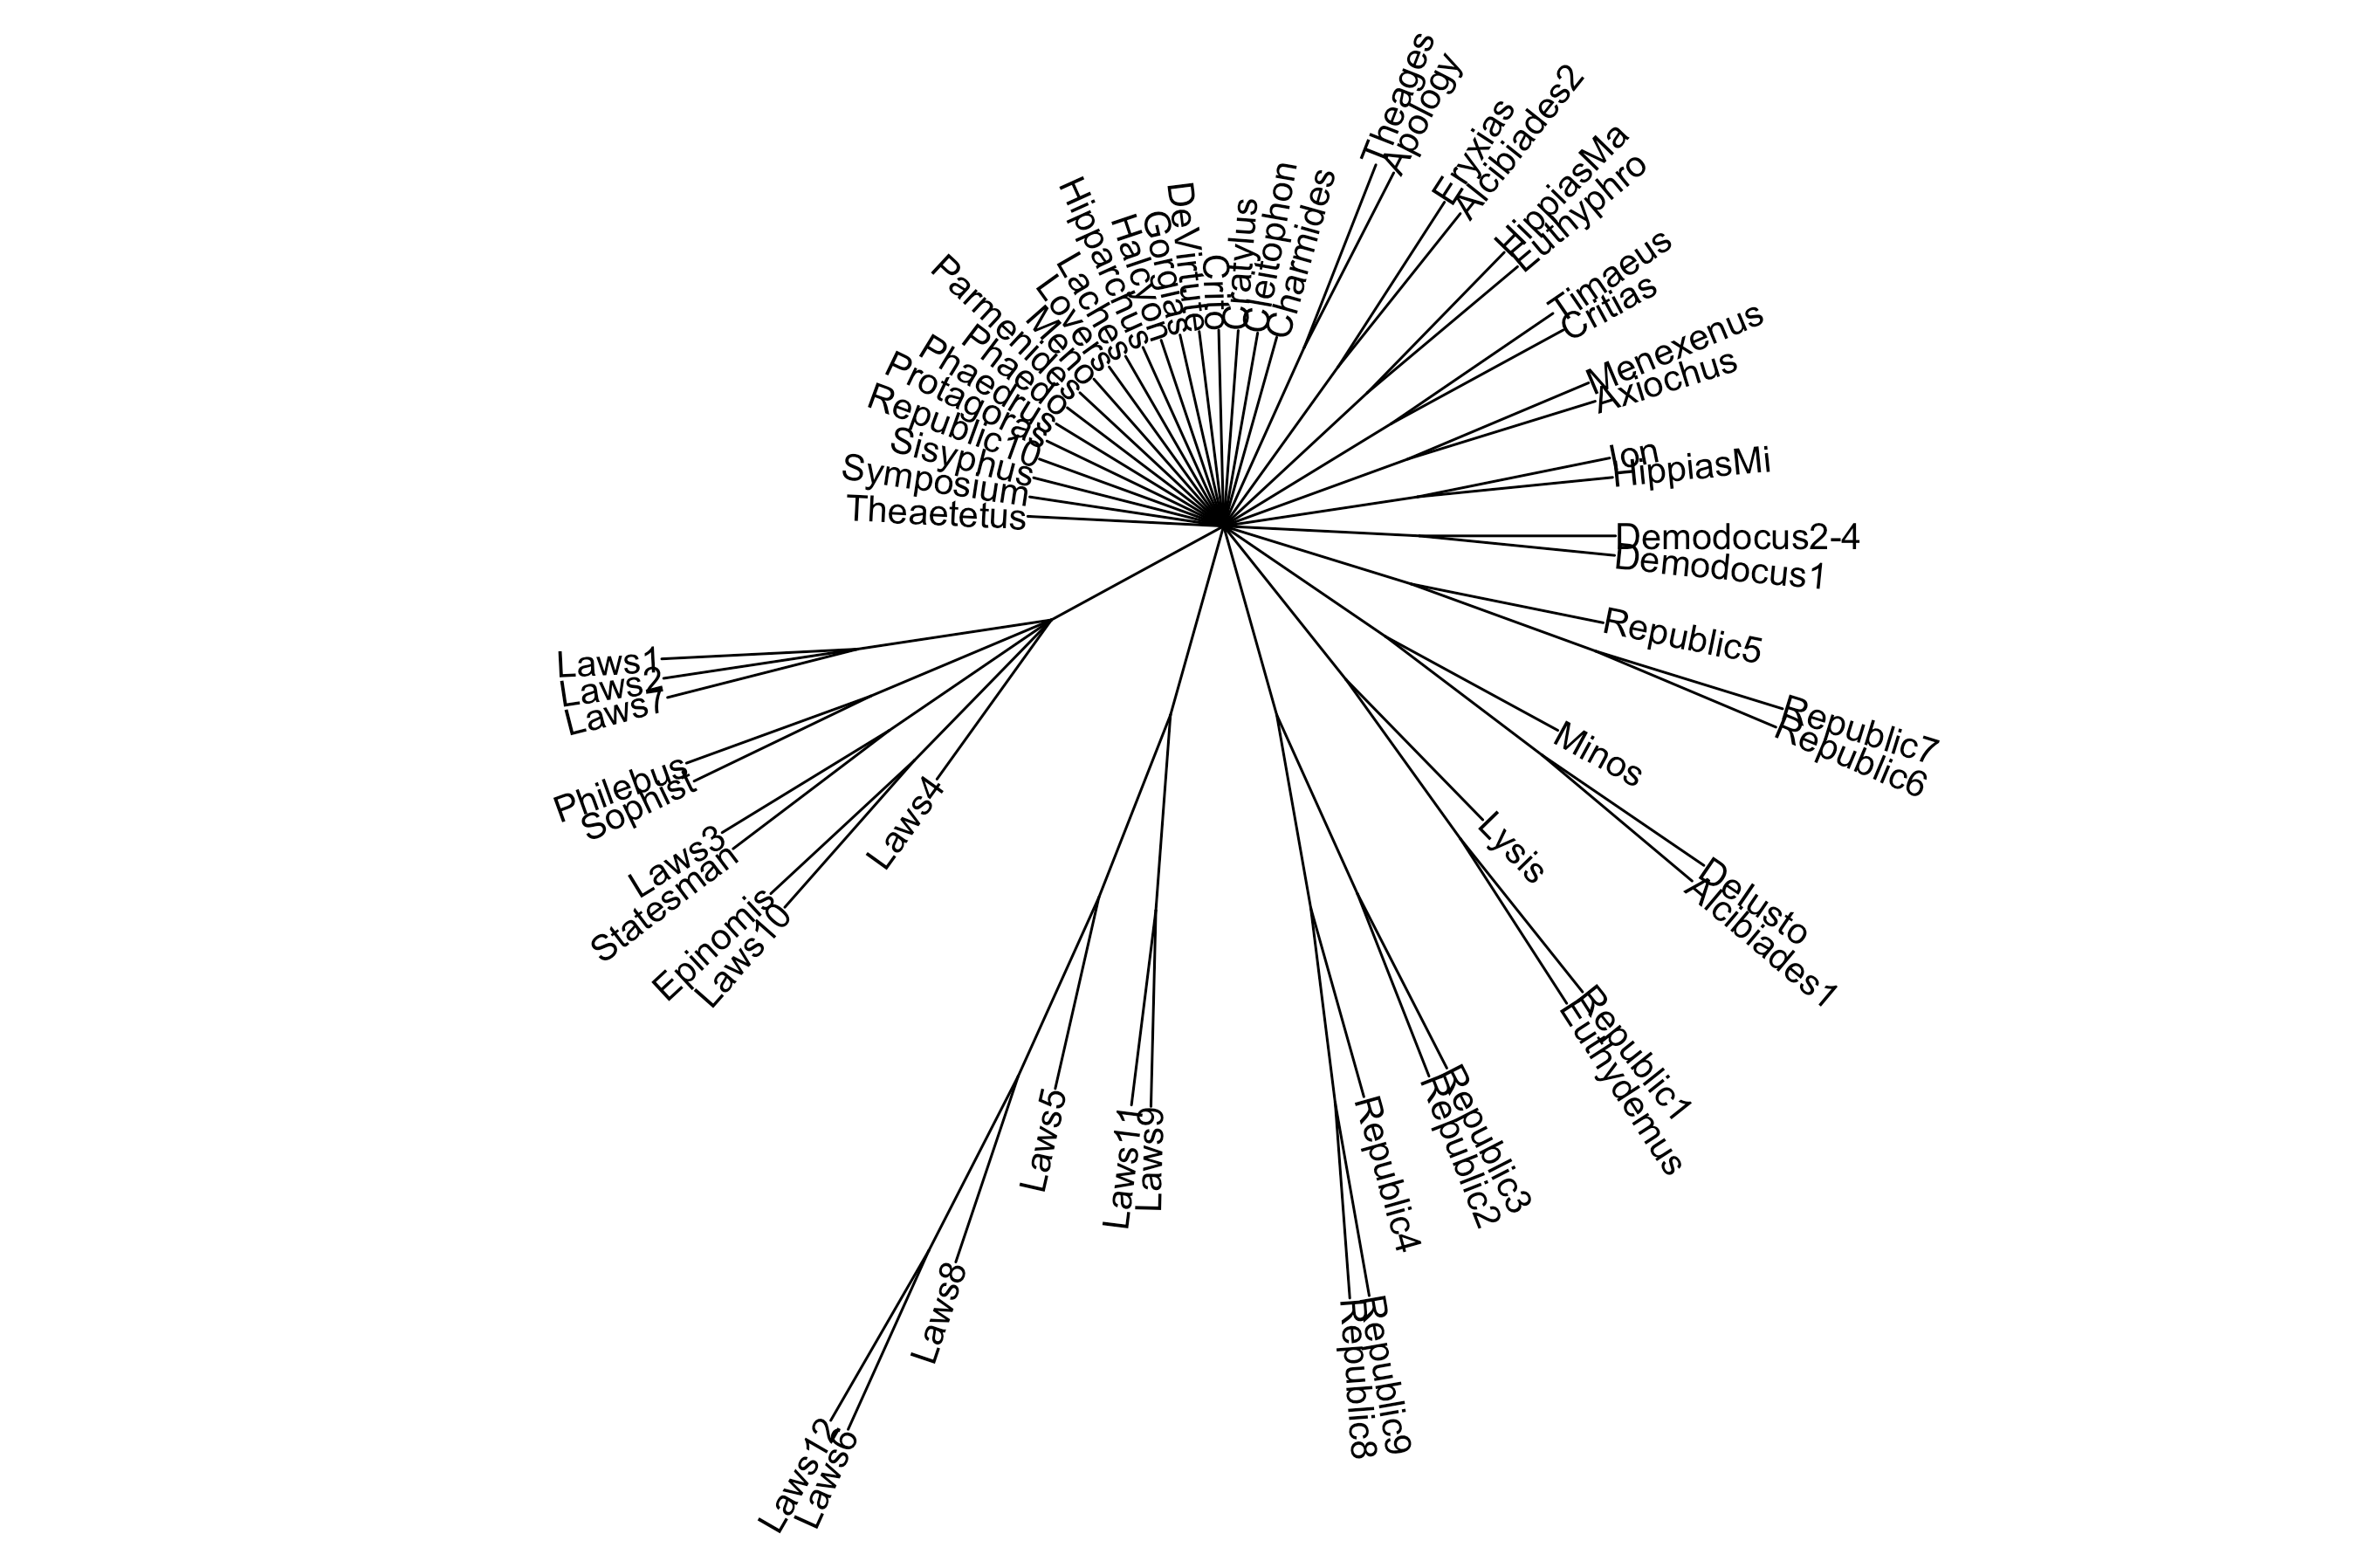 Theages
Apology
Eryxias
Alcibiades2
HippiasMa
Euthyphro
Timaeus
Critias
Menexenus
Axiochus
Ion
HippiasMi
Demodocus2-4
Demodocus1
Republic5
Republic7
Republic6
Minos
DeIusto
Alcibiades1
Lysis
Republic1
Euthydemus
Republic3
Republic2
Republic4
Republic9
Republic8
Laws9
Laws11
Laws5
Laws8
Laws6
Laws12
Laws4
Laws10
Epinomis
Statesman
Laws3
Sophist
Philebus
Laws7
Laws2
Laws1
Theaetetus
Symposium
Sisyphus
Republic10
Protagoras
Phaedrus
Phaedo
Parmenides
Meno
Lovers
Laches
Hipparchus
Halcyon
Gorgias
DeVirtute
Crito
Cratylus
Cleitophon
Charmides